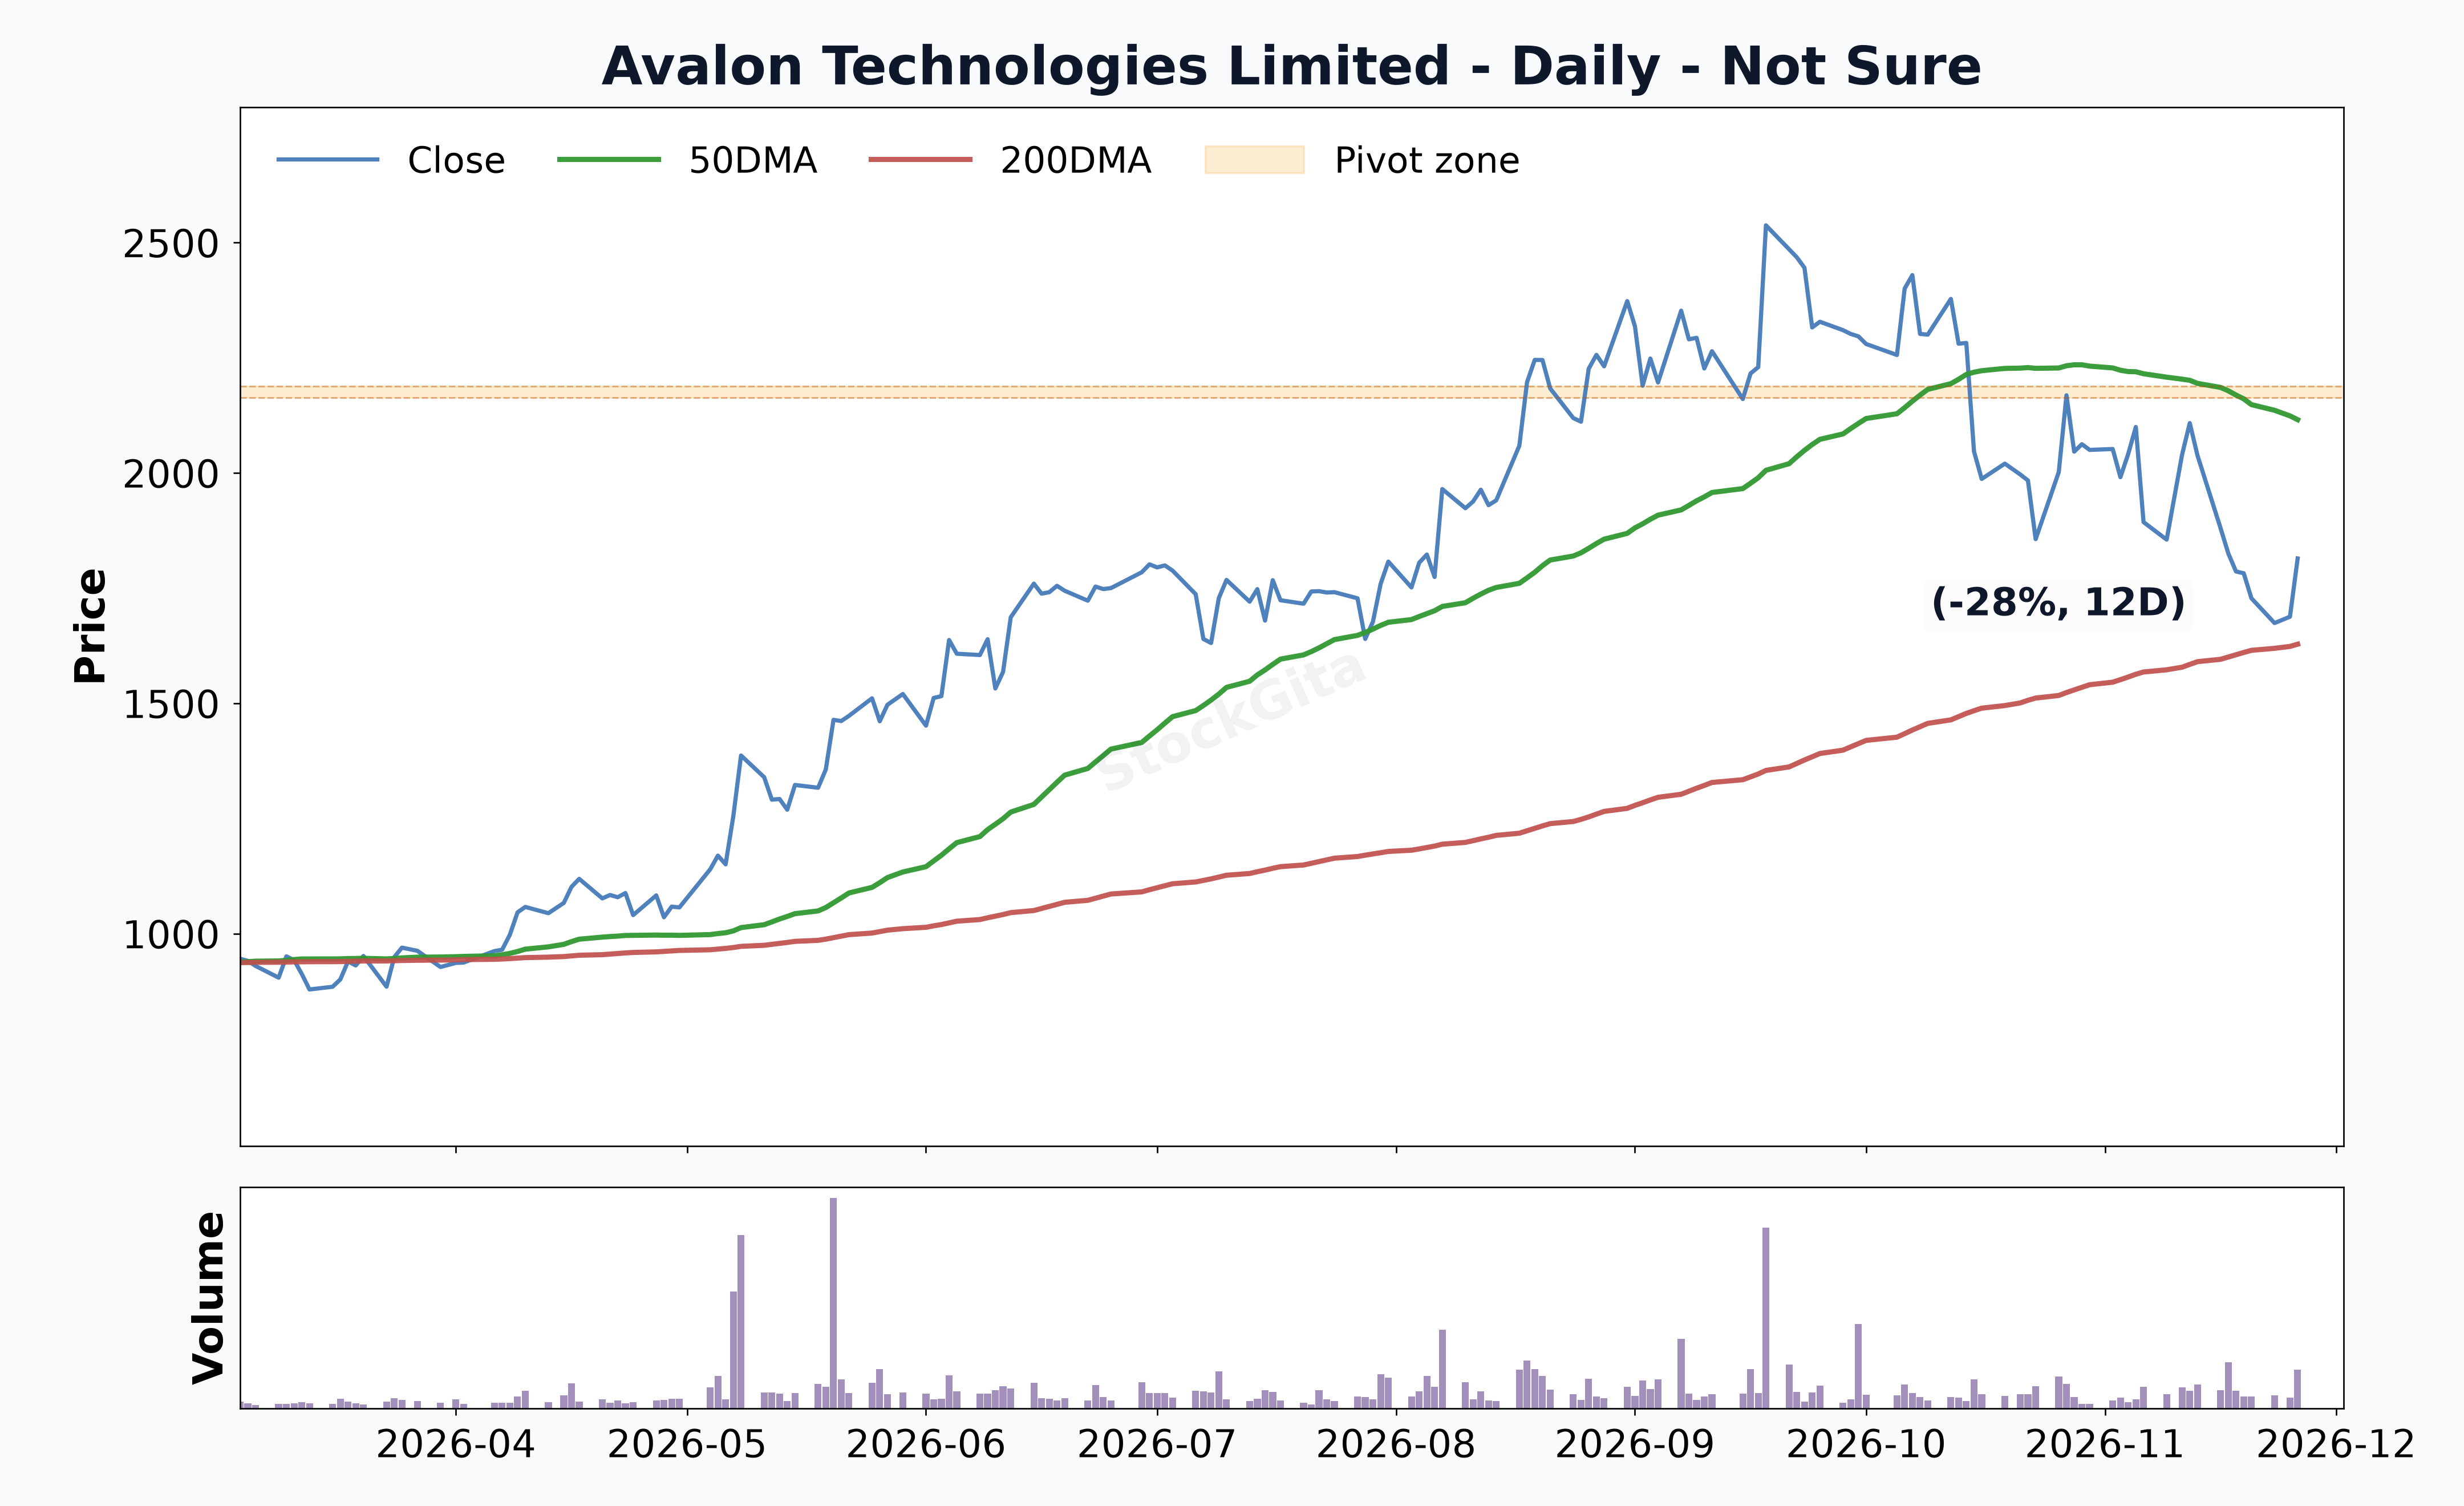 Avalon Technologies Limited - Daily - Not Sure
Close 50DMA 200DMA Pivot zone
2500
2000
1500
1000
Price
(-28%, 12D)
StockGita
Volume
2026-04 2026-05 2026-06 2026-07 2026-08 2026-09 2026-10 2026-11 2026-12